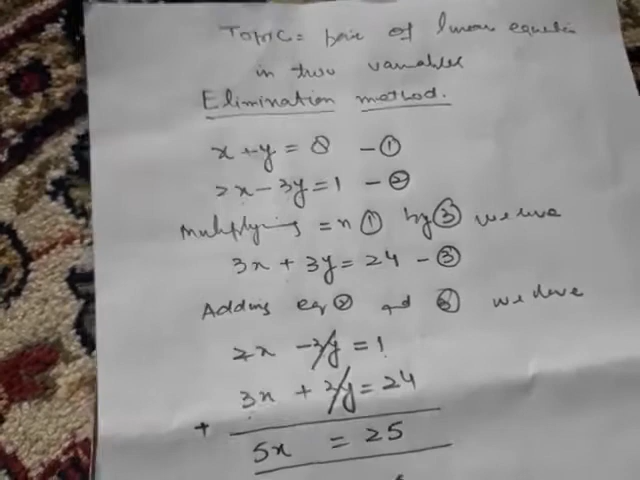 Topic = pair of linear equation
in two variables
Elimination method.
x + y = 8 - ①
2x - 3y = 1 - ②
Multiplying = n ① by ③ we have
3x + 3y = 24 - ③
Adding eq ② and ③ we have
2x - 3y = 1
3x + 3y = 24
+
5x = 25